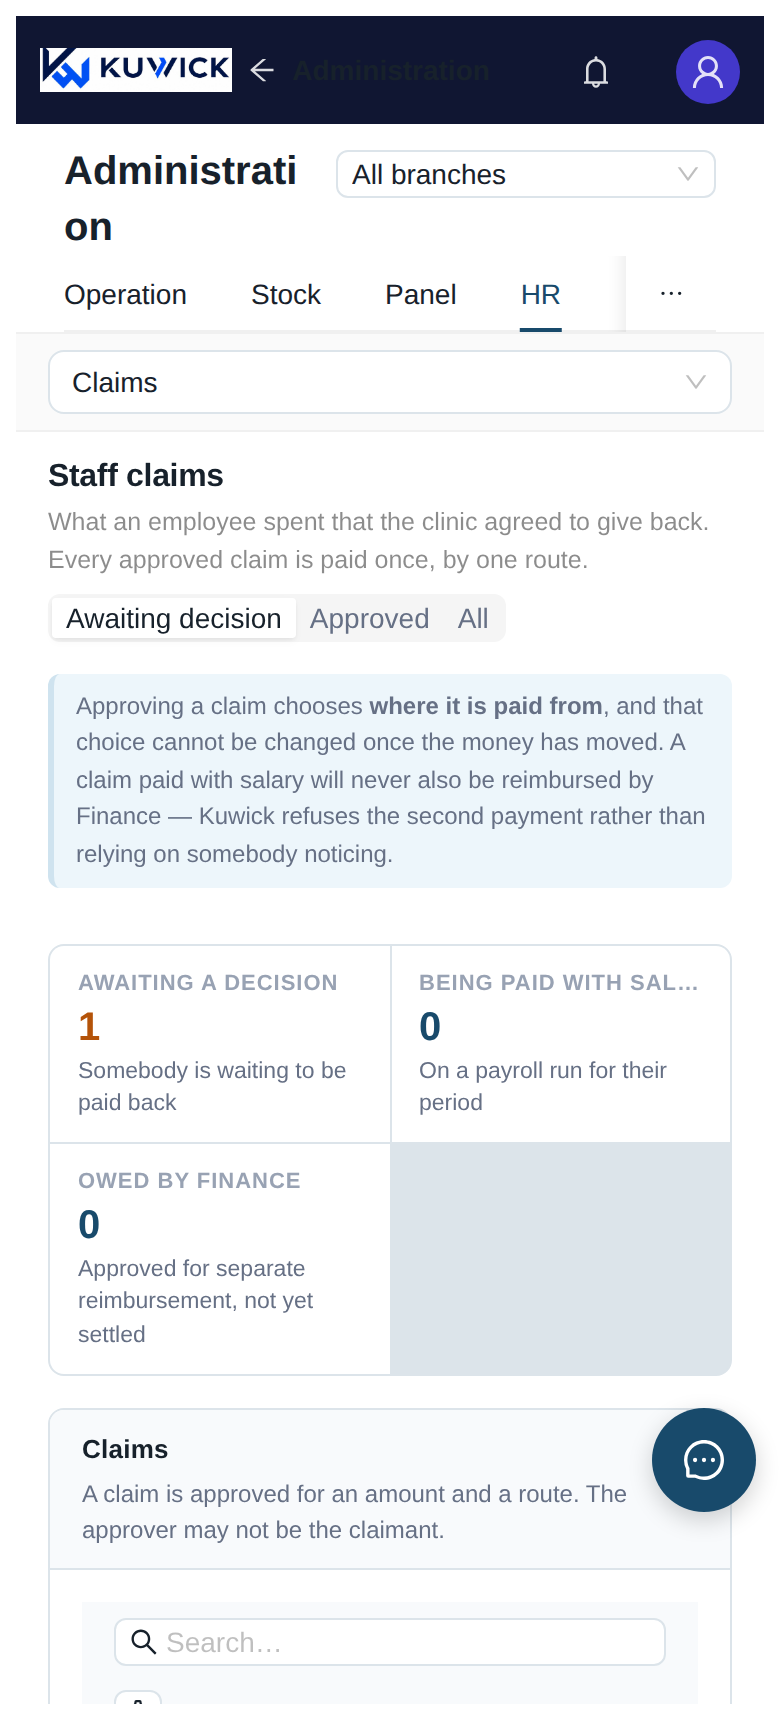 KUWICK
Administration
Administrati
on
All branches
Operation Stock Panel HR ...
Claims
Staff claims
What an employee spent that the clinic agreed to give back.
Every approved claim is paid once, by one route.
Awaiting decision Approved All
Approving a claim chooses where it is paid from, and that
choice cannot be changed once the money has moved. A
claim paid with salary will never also be reimbursed by
Finance — Kuwick refuses the second payment rather than
relying on somebody noticing.
AWAITING A DECISION
1
Somebody is waiting to be
paid back
BEING PAID WITH SAL...
0
On a payroll run for their
period
OWED BY FINANCE
0
Approved for separate
reimbursement, not yet
settled
Claims
A claim is approved for an amount and a route. The
approver may not be the claimant.
Search…